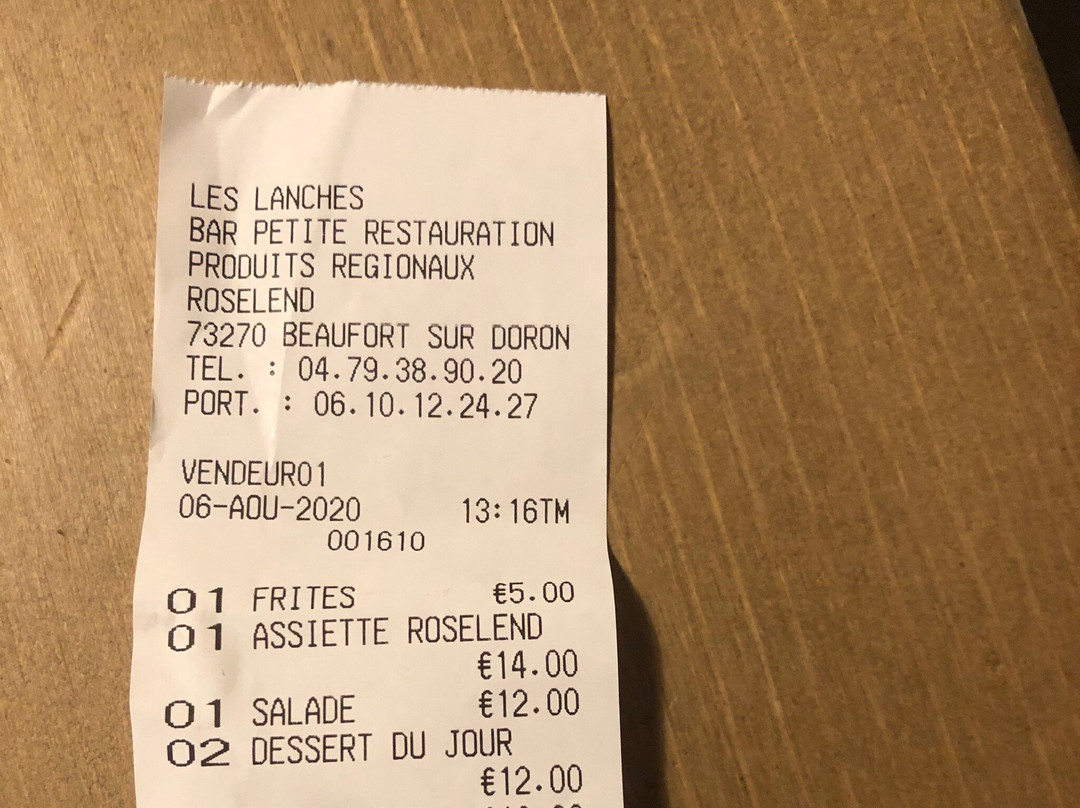 LES LANCHES
BAR PETITE RESTAURATION
PRODUITS REGIONAUX
ROSELEND
73270 BEAUFORT SUR DORON
TEL. : 04.79.38.90.20
PORT. : 06.10.12.24.27
VENDEUR01
06-AOU-2020 13:16TM
001610
01 FRITES €5.00
01 ASSIETTE ROSELEND
€14.00
01 SALADE €12.00
02 DESSERT DU JOUR
€12.00